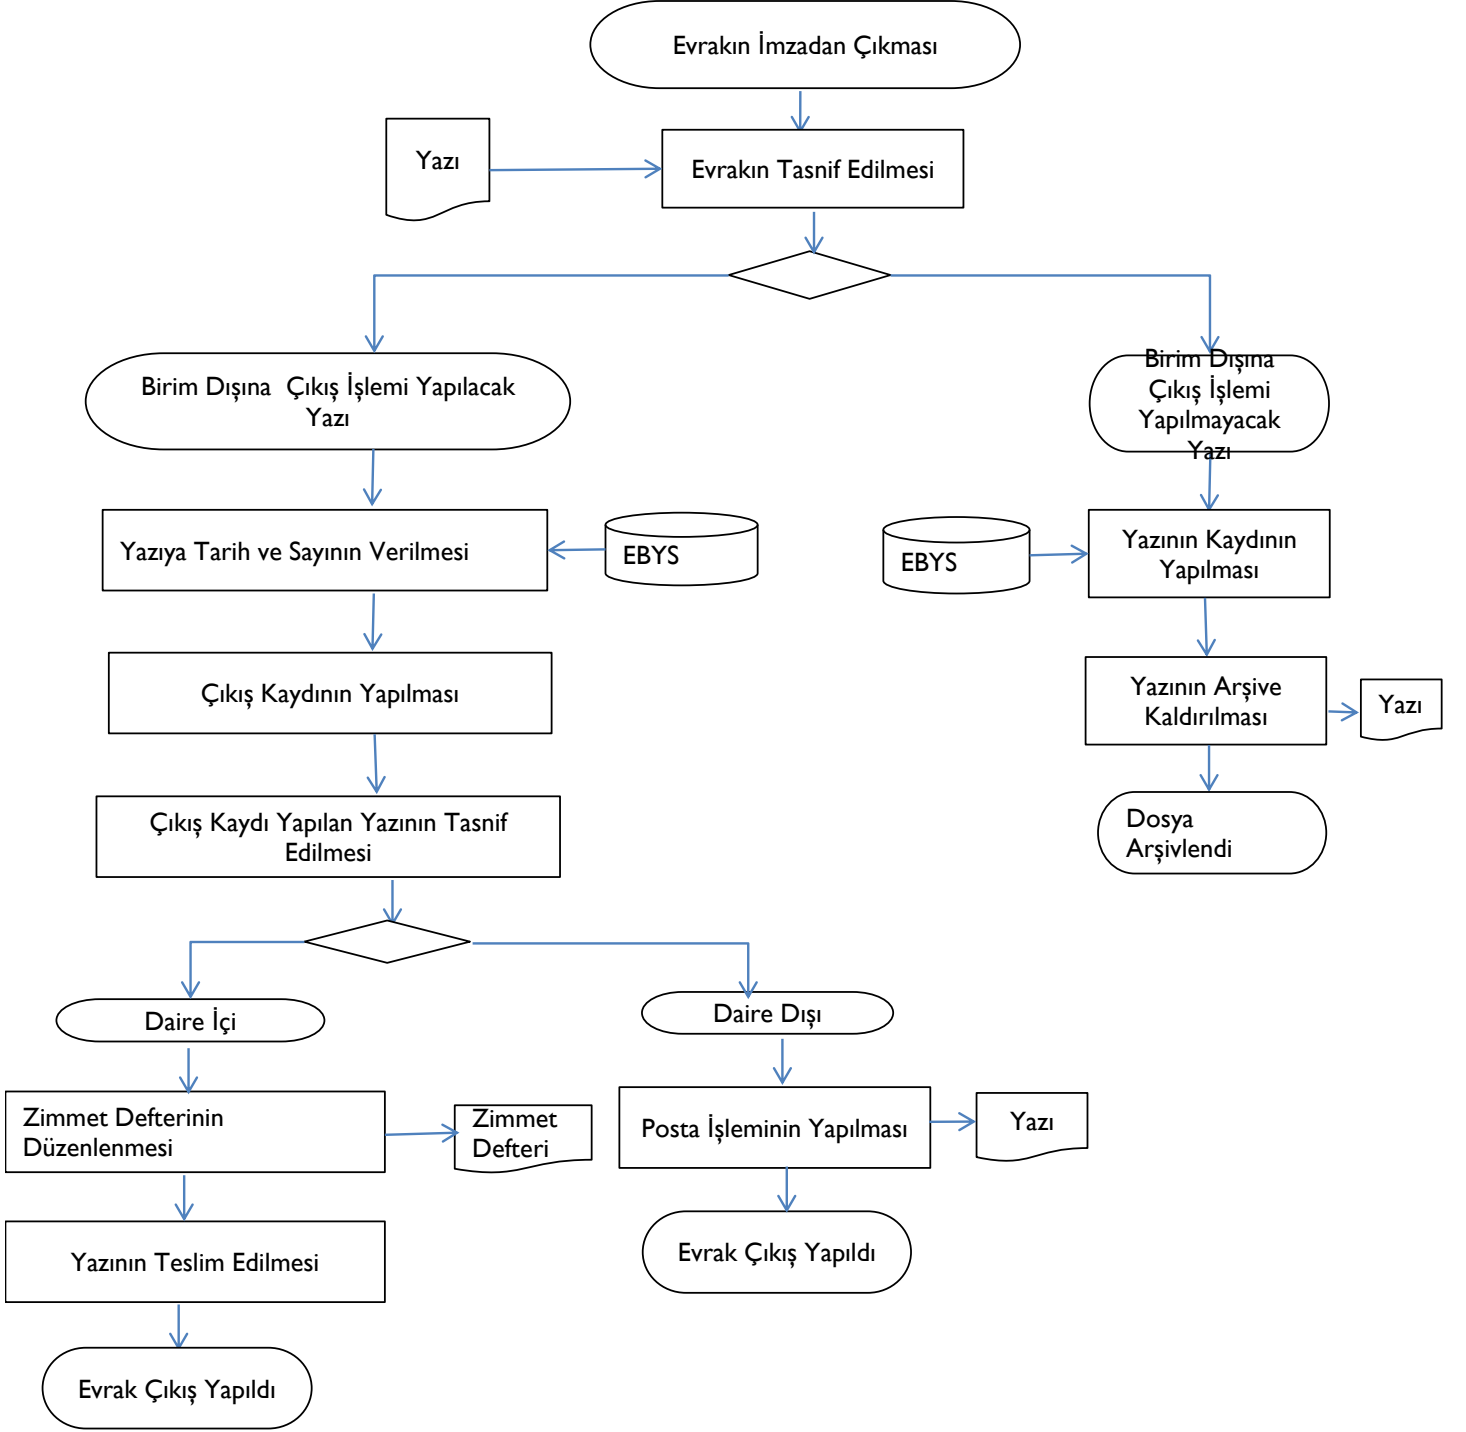 Evrakın İmzadan Çıkması
Yazı
Evrakın Tasnif Edilmesi
Birim Dışına  Çıkış İşlemi Yapılacak
Yazı
Birim Dışına
Çıkış İşlemi
Yapılmayacak
Yazı
Yazıya Tarih ve Sayının Verilmesi
EBYS
EBYS
Yazının Kaydının
Yapılması
Çıkış Kaydının Yapılması
Yazının Arşive
Kaldırılması
Yazı
Çıkış Kaydı Yapılan Yazının Tasnif
Edilmesi
Dosya
Arşivlendi
Daire İçi
Daire Dışı
Zimmet Defterinin
Düzenlenmesi
Zimmet
Defteri
Posta İşleminin Yapılması
Yazı
Yazının Teslim Edilmesi
Evrak Çıkış Yapıldı
Evrak Çıkış Yapıldı